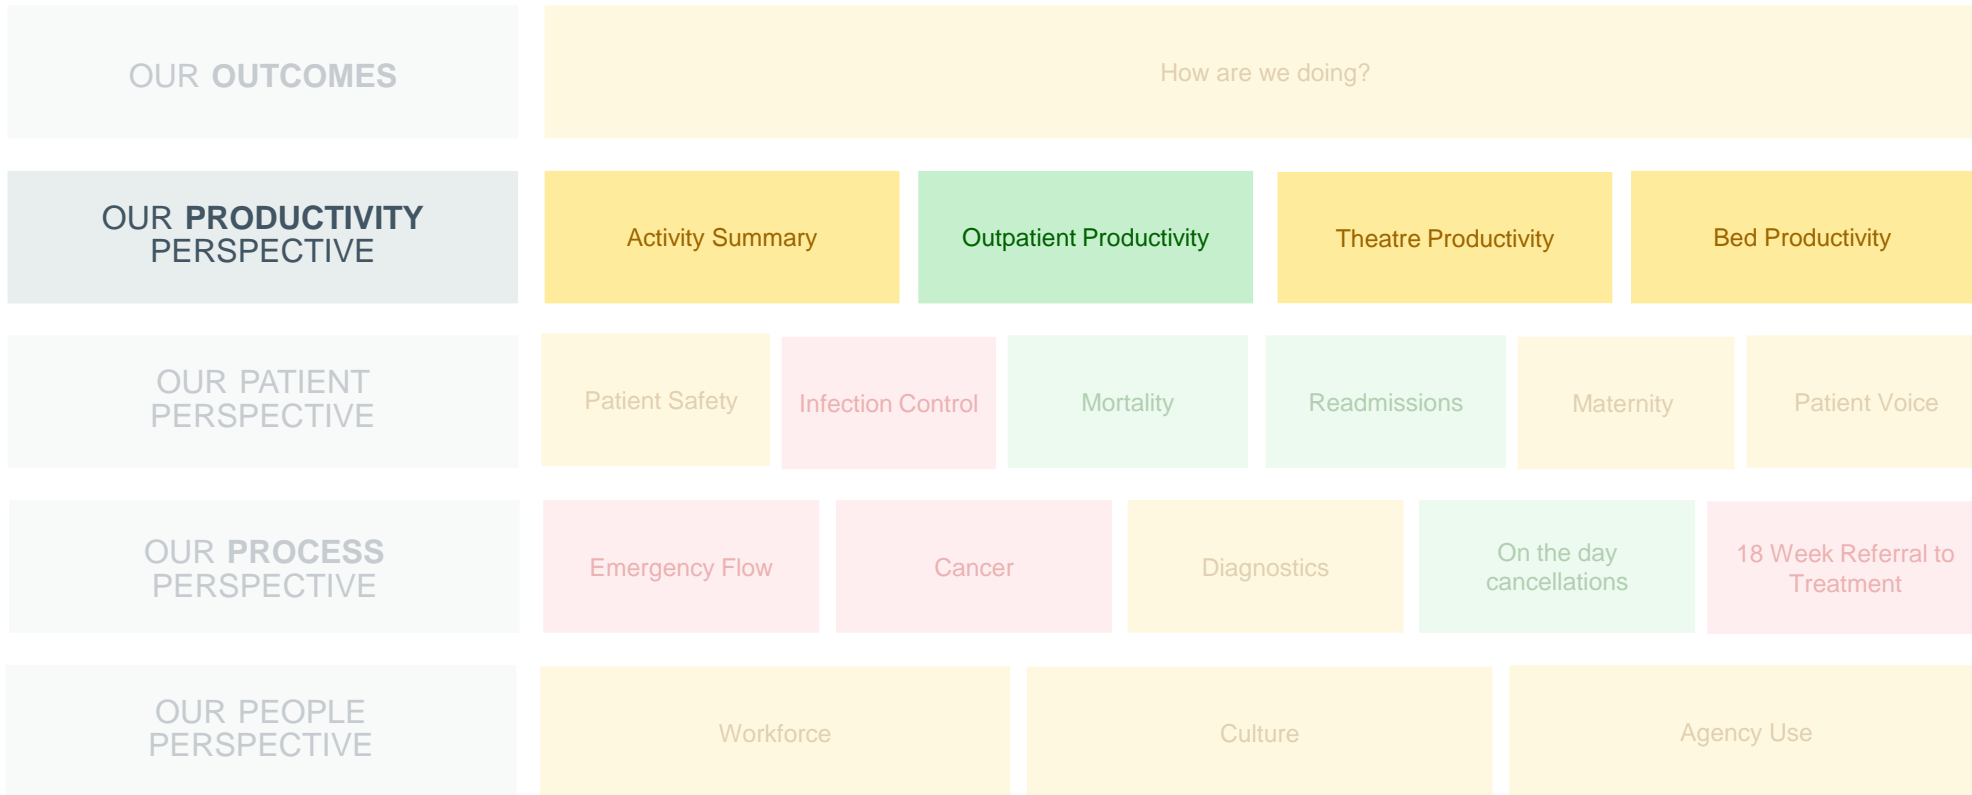 OUR OUTCOMES
How are we doing?
OUR PRODUCTIVITY
PERSPECTIVE
Activity Summary
Outpatient Productivity
Theatre Productivity
Bed Productivity
OUR PATIENT
PERSPECTIVE
Patient Safety
Infection Control
Mortality
Readmissions
Maternity
Patient Voice
OUR PROCESS
PERSPECTIVE
Emergency Flow
Cancer
Diagnostics
On the day
cancellations
18 Week Referral to
Treatment
OUR PEOPLE
PERSPECTIVE
Workforce
Culture
Agency Use